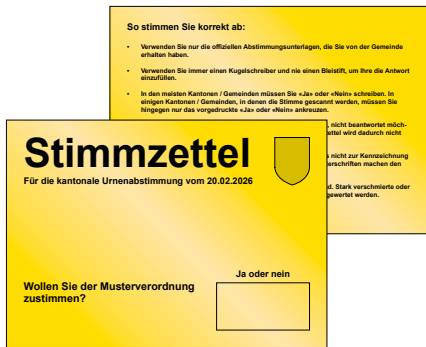 So stimmen Sie korrekt ab:
• Verwenden Sie nur die offiziellen Abstimmungsunterlagen, die Sie von der Gemeinde
erhalten haben.
• Verwenden Sie immer einen Kugelschreiber und nie einen Bleistift, um Ihre die Antwort
einzufüllen.
• In den meisten Kantonen / Gemeinden müssen Sie «Ja» oder «Nein» schreiben. In
einigen Kantonen / Gemeinden, in denen die Stimme gescannt werden, müssen Sie
hingegen nur das vorgedruckte «Ja» oder «Nein» ankreuzen.
nicht beantwortet möch-
zettel wird dadurch nicht
nicht zur Kennzeichnung
erschriften machen den
d. Stark verschmierte oder
gewertet werden.
Stimmzettel
Für die kantonale Urnenabstimmung vom 20.02.2026
Ja oder nein
Wollen Sie der Musterverordnung
zustimmen?